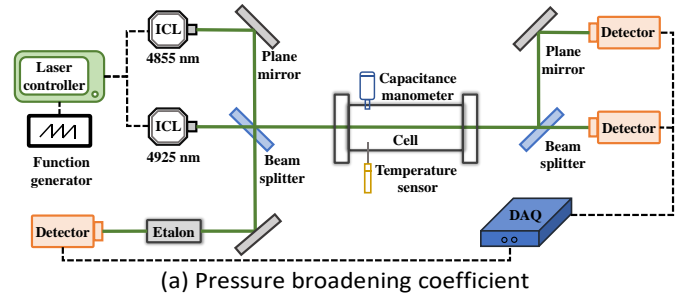 ICL
4855 nm
Plane
mirror
Laser
controller
Function
generator
ICL
4925 nm
Beam
splitter
Capacitance
manometer
Cell
Temperature
sensor
Plane
mirror
Detector
Detector
Beam
splitter
Detector
Etalon
DAQ
(a) Pressure broadening coefficient